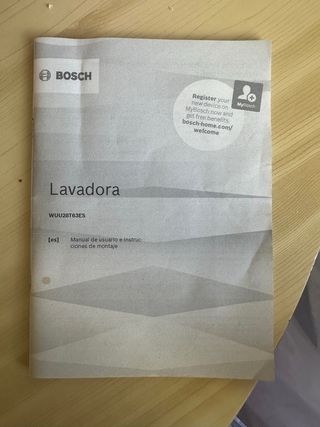 BOSCH
Register your
new device on
MyBosch now and
get free benefits:
bosch-home.com/
welcome
MyBosch
Lavadora
WUU28T63ES
[es] Manual de usuario e instruc-
ciones de montaje